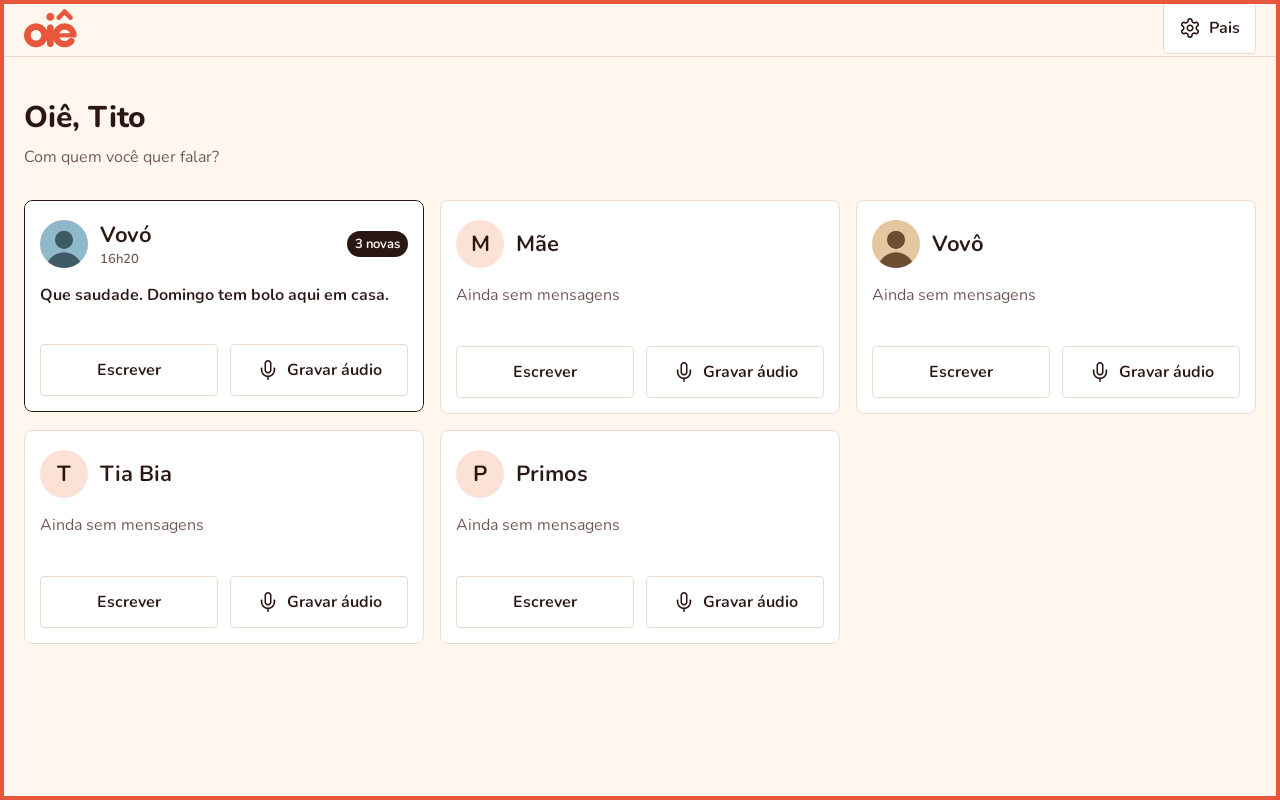 oiê
Pais
Oiê, Tito
Com quem você quer falar?
Vovó
16h20
3 novas
Que saudade. Domingo tem bolo aqui em casa.
Escrever
Gravar áudio
M
Mãe
Ainda sem mensagens
Escrever
Gravar áudio
Vovô
Ainda sem mensagens
Escrever
Gravar áudio
T
Tia Bia
Ainda sem mensagens
Escrever
Gravar áudio
P
Primos
Ainda sem mensagens
Escrever
Gravar áudio